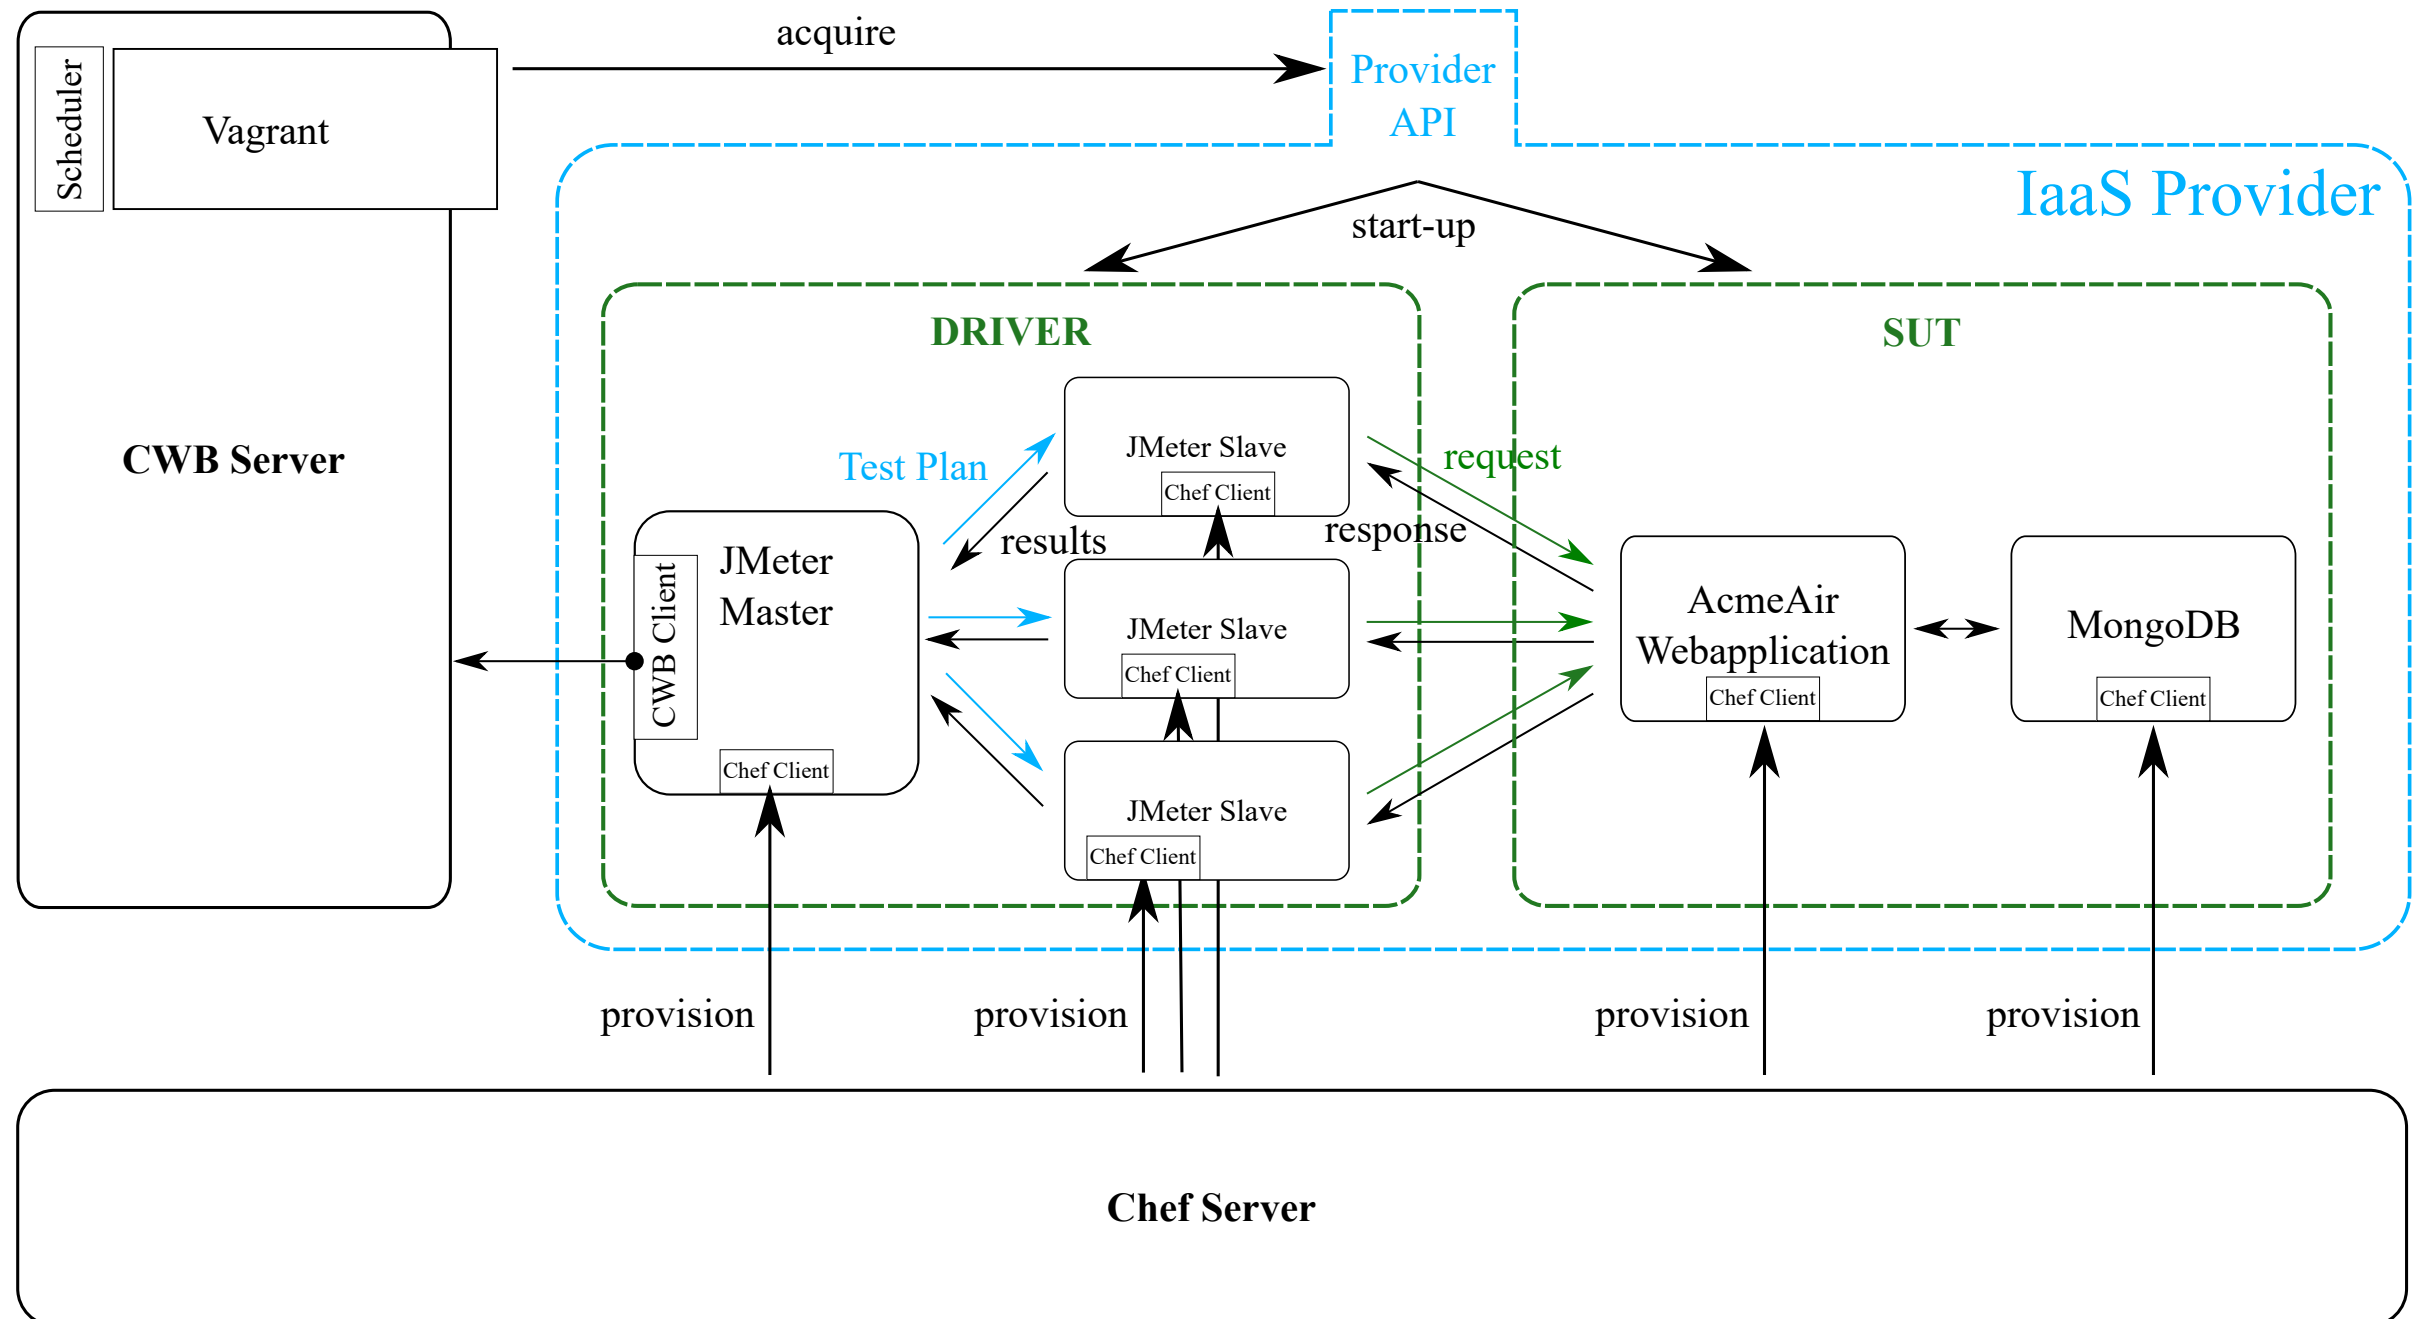 acquire
Scheduler
Vagrant
Provider
API
IaaS Provider
start-up
DRIVER
SUT
CWB Server
Test Plan
JMeter Slave
Chef Client
request
results
response
JMeter
Master
CWB Client
Chef Client
JMeter Slave
Chef Client
AcmeAir
Webapplication
Chef Client
MongoDB
Chef Client
JMeter Slave
Chef Client
provision
provision
provision
provision
Chef Server